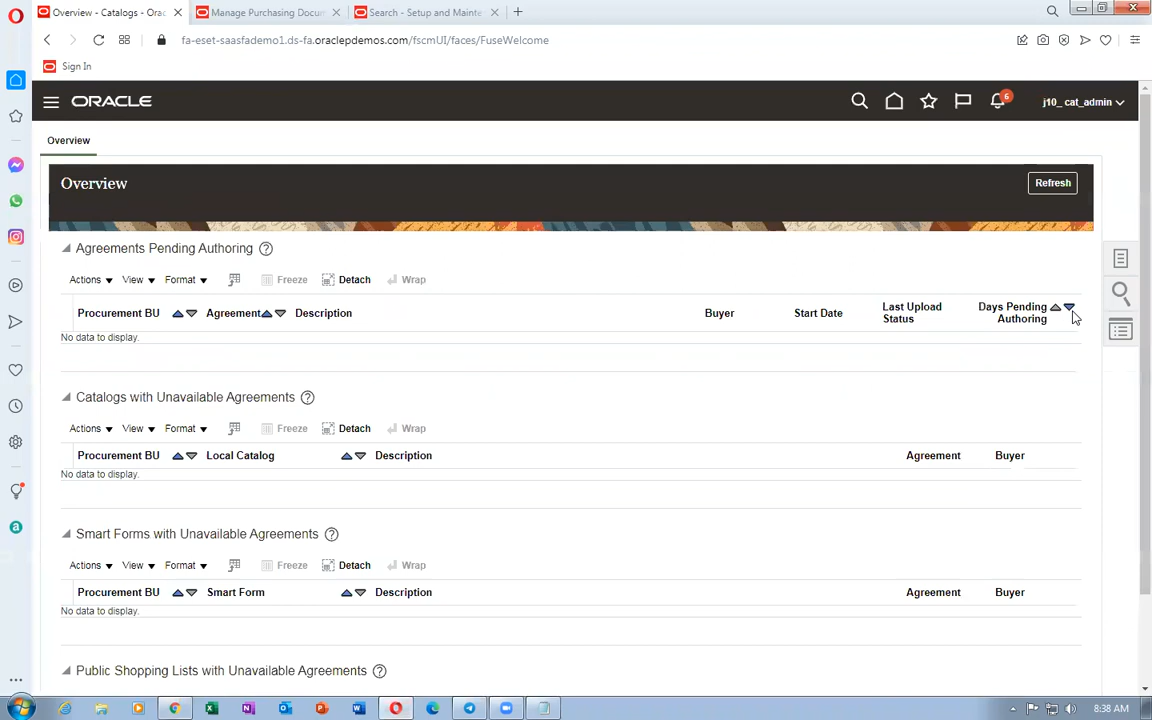 Overview - Catalogs - Orac
Manage Purchasing Docum
Search - Setup and Mainte
fa-eset-saasfademo1.ds-fa.oraclepdemos.com/fscmUI/faces/FuseWelcome
Sign In
ORACLE
6
j10_ cat_admin
Overview
Overview
Refresh
Agreements Pending Authoring
Actions View Format Freeze Detach Wrap
Procurement BU Agreement Description Buyer Start Date Last Upload Status Days Pending Authoring
No data to display.
Catalogs with Unavailable Agreements
Actions View Format Freeze Detach Wrap
Procurement BU Local Catalog Description Agreement Buyer
No data to display.
Smart Forms with Unavailable Agreements
Actions View Format Freeze Detach Wrap
Procurement BU Smart Form Description Agreement Buyer
No data to display.
Public Shopping Lists with Unavailable Agreements
8:38 AM